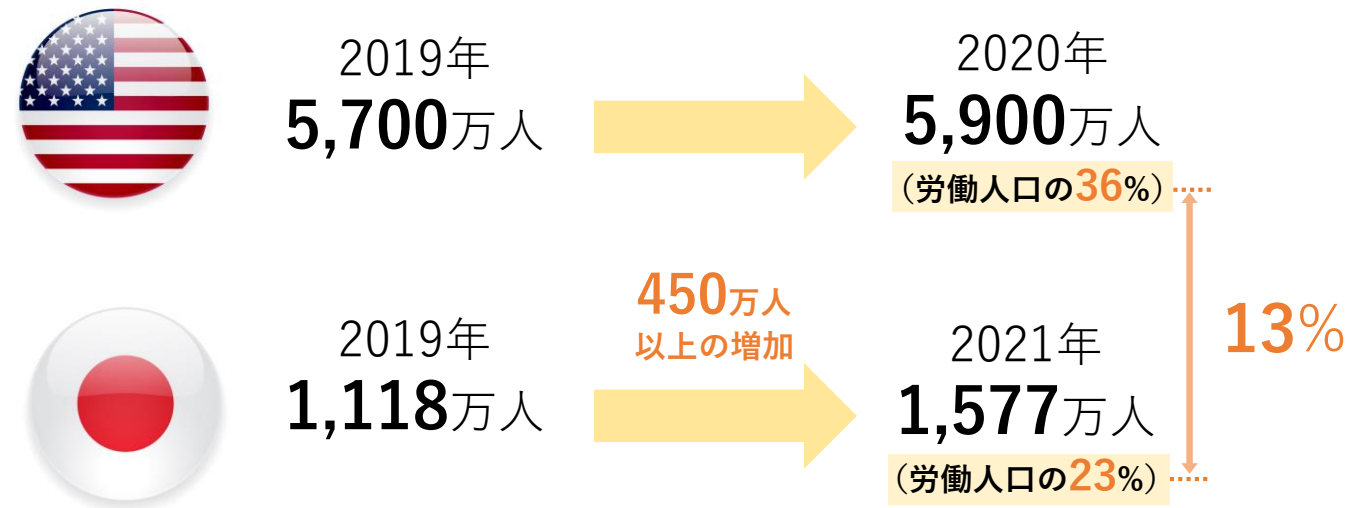 2019年
5,700万人
2020年
5,900万人
（労働人口の36%）
2019年
1,118万人
450万人
以上の増加
2021年
1,577万人
（労働人口の23%）
13%